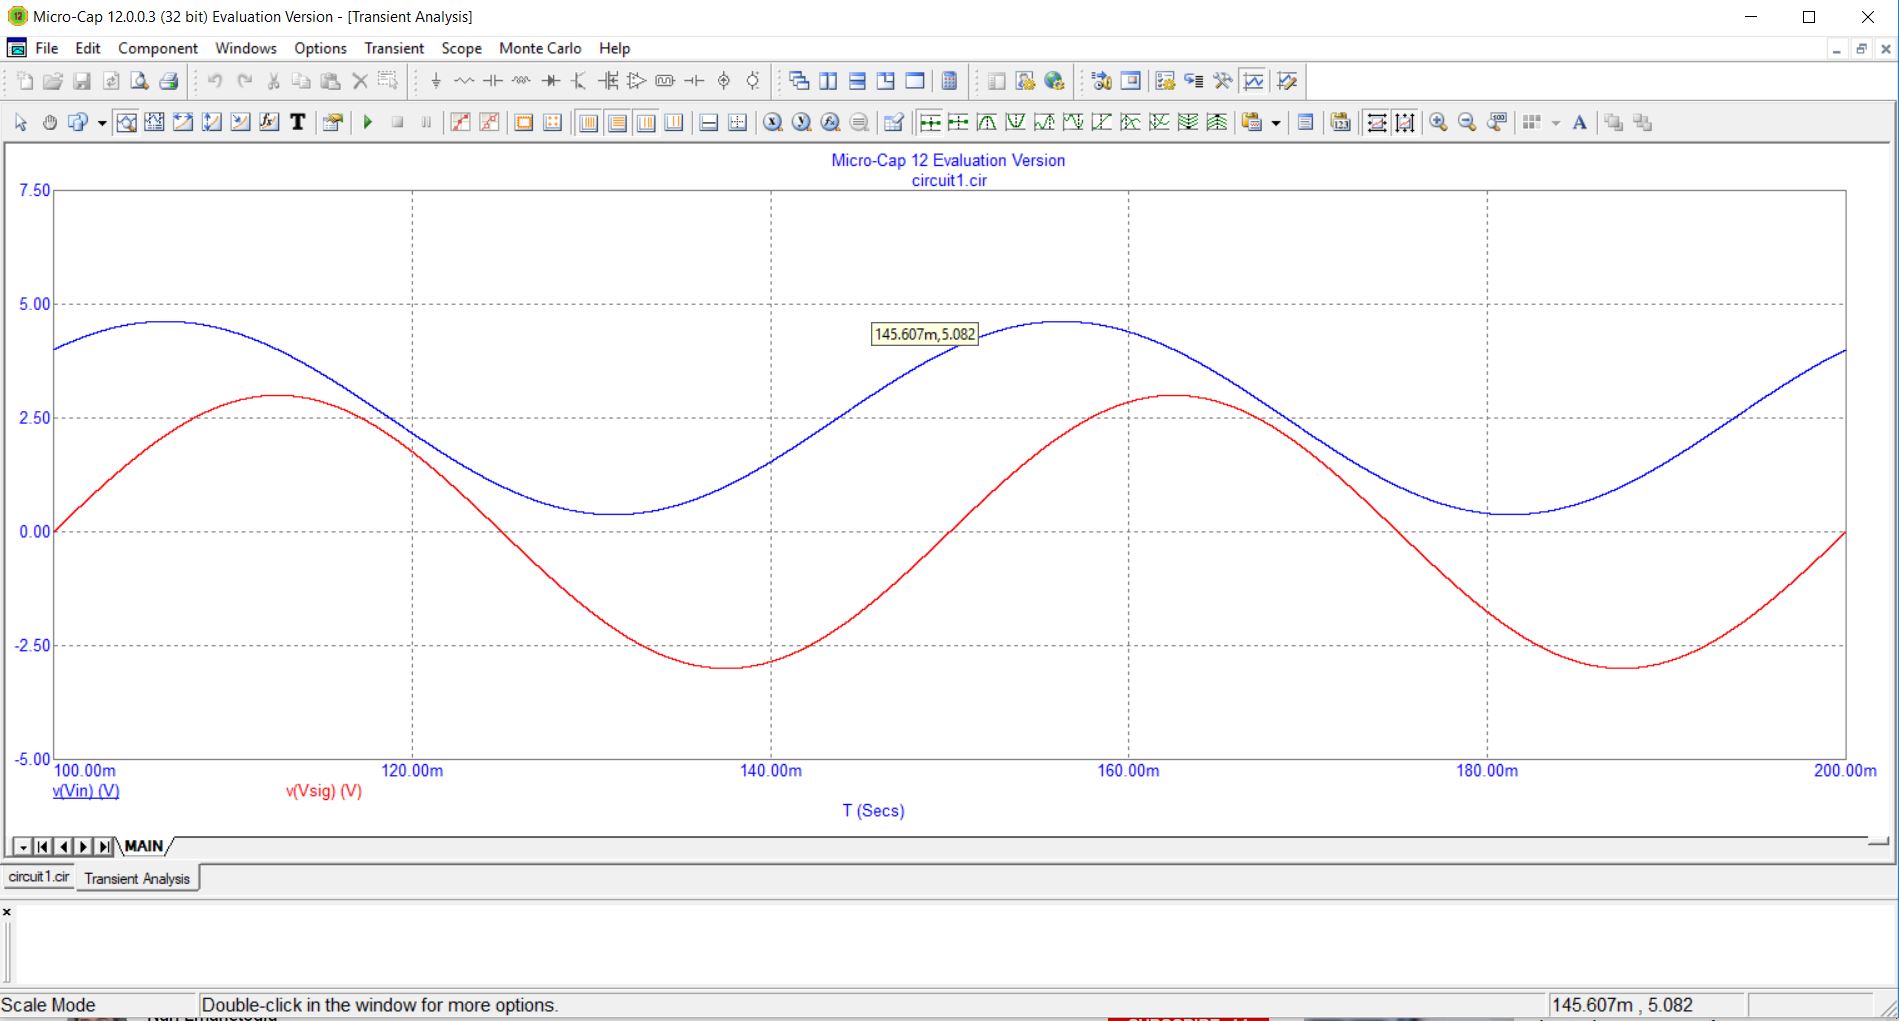 Micro-Cap 12.0.0.3 (32 bit) Evaluation Version - [Transient Analysis]
File Edit Component Windows Options Transient Scope Monte Carlo Help
Micro-Cap 12 Evaluation Version
circuit1.cir
7.50
5.00
145.607m,5.082
2.50
0.00
-2.50
-5.00
100.00m 120.00m 140.00m 160.00m 180.00m 200.00m
v(Vin) (V) v(Vsig) (V)
T (Secs)
MAIN
circuit1.cir Transient Analysis
Scale Mode Double-click in the window for more options. 145.607m , 5.082